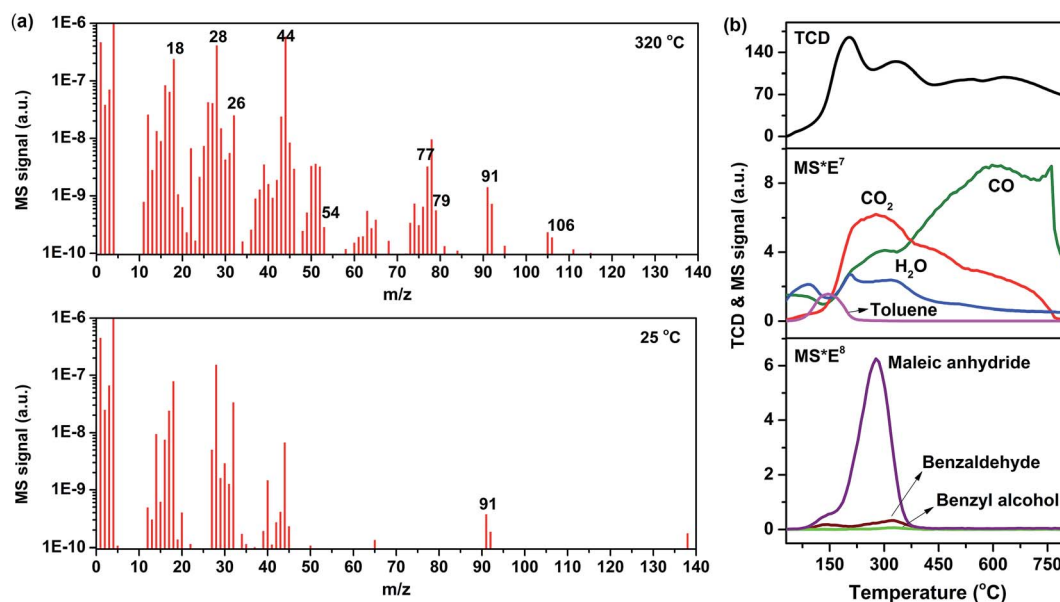 (a)
1E-6
1E-7
1E-8
1E-9
1E-10
MS signal (a.u.)
320 °C
18
28
44
26
77
79
54
91
106
0 10 20 30 40 50 60 70 80 90 100 110 120 130 140
m/z
1E-6
1E-7
1E-8
1E-9
1E-10
MS signal (a.u.)
25 °C
91
0 10 20 30 40 50 60 70 80 90 100 110 120 130 140
m/z
(b)
TCD & MS signal (a.u.)
TCD
140
70
0
MS*E⁷
8
4
0
CO
CO₂
H₂O
Toluene
MS*E⁸
6
4
2
0
Maleic anhydride
Benzaldehyde
Benzyl alcohol
150 300 450 600 750
Temperature (°C)